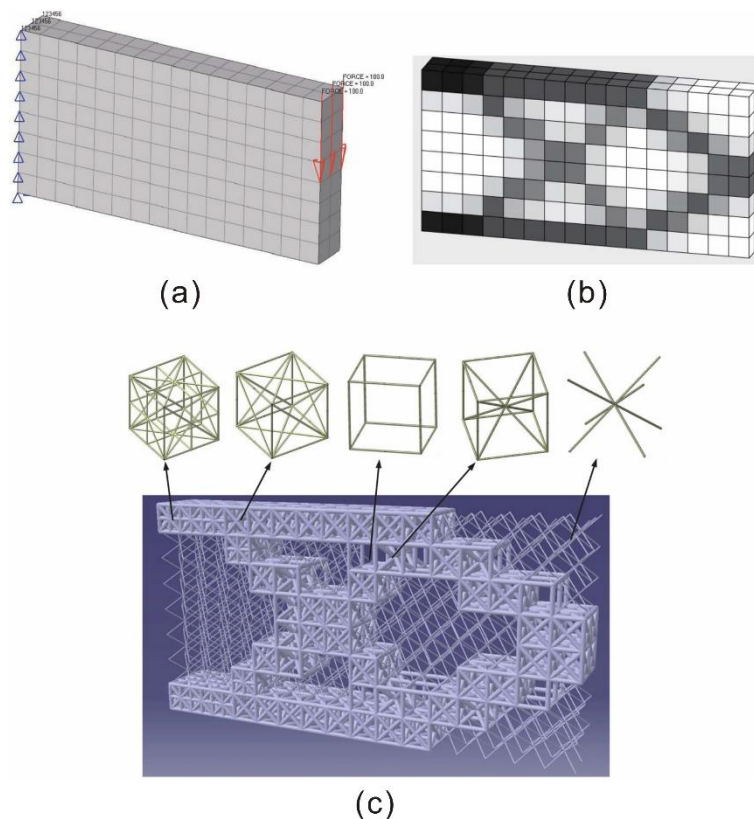 123456
123456
123456
FORCE = 100.0
FORCE = 100.0
FORCE = 100.0
(a)
(b)
(c)